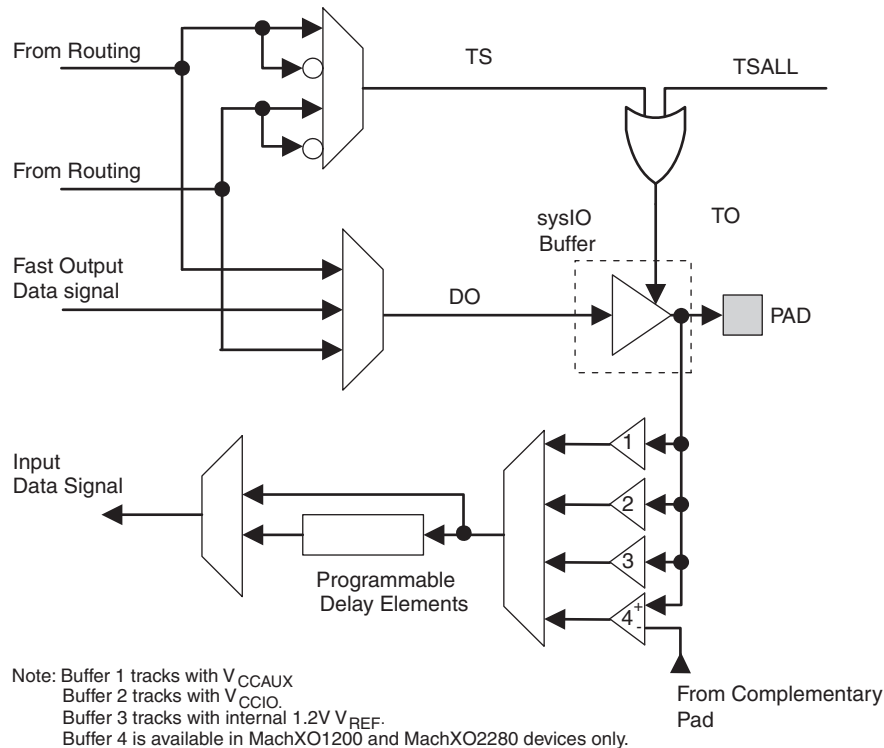 From Routing
TS
TSALL
From Routing
sysIO
Buffer
TO
Fast Output
Data signal
DO
PAD
1
2
3
4
+
-
Input
Data Signal
Programmable
Delay Elements
From Complementary
Pad
Note: Buffer 1 tracks with VCCAUX
Buffer 2 tracks with VCCIO.
Buffer 3 tracks with internal 1.2V VREF.
Buffer 4 is available in MachXO1200 and MachXO2280 devices only.